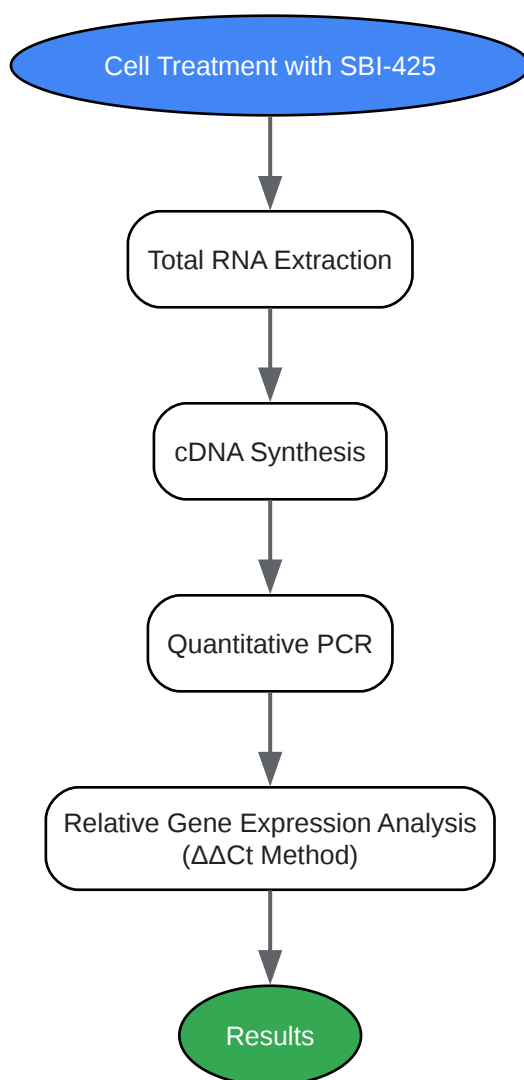 Cell Treatment with SBI-425
Total RNA Extraction
cDNA Synthesis
Quantitative PCR
Relative Gene Expression Analysis
(ΔΔCt Method)
Results